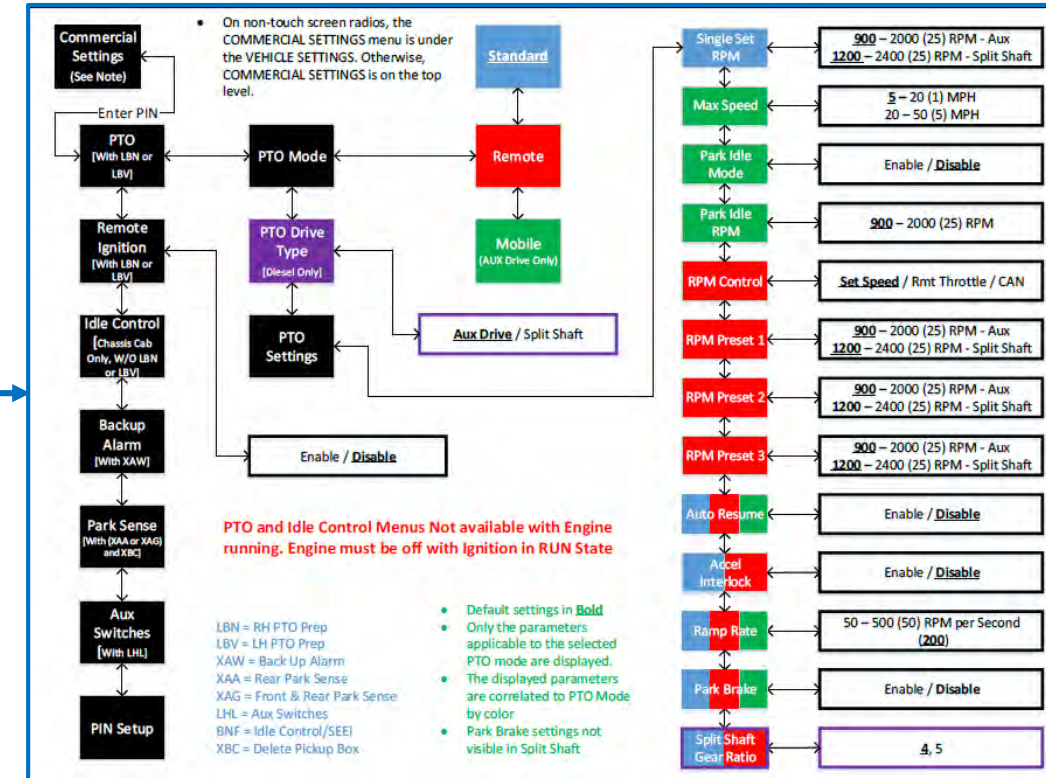 Commercial
Settings
(See Note)
• On non-touch screen radios, the
COMMERCIAL SETTINGS menu is under
the VEHICLE SETTINGS. Otherwise,
COMMERCIAL SETTINGS is on the top
level.
Enter PIN
PTO
[With LBN or
LBV]
Remote
Ignition
[With LBN or
LBV]
Idle Control
[Chassis Cab
Only, W/O LBN
or LBV]
Backup
Alarm
[With XAW]
Park Sense
[With (XAA or XAG)
and XBC]
Aux
Switches
[With LHL]
PIN Setup
PTO Mode
PTO Drive
Type
[Diesel Only]
PTO
Settings
Standard
Remote
Mobile
(AUX Drive Only)
Aux Drive / Split Shaft
Enable / Disable
PTO and Idle Control Menus Not available with Engine
running. Engine must be off with Ignition in RUN State
LBN = RH PTO Prep
LBV = LH PTO Prep
XAW = Back Up Alarm
XAA = Rear Park Sense
XAG = Front & Rear Park Sense
LHL = Aux Switches
BNF = Idle Control/SEEI
XBC = Delete Pickup Box
• Default settings in Bold
• Only the parameters
applicable to the selected
PTO mode are displayed.
• The displayed parameters
are correlated to PTO Mode
by color
• Park Brake settings not
visible in Split Shaft
Single Set
RPM
900 – 2000 (25) RPM - Aux
1200 – 2400 (25) RPM - Split Shaft
Max Speed
5 – 20 (1) MPH
20 – 50 (5) MPH
Park Idle
Mode
Enable / Disable
Park Idle
RPM
900 – 2000 (25) RPM
RPM Control
Set Speed / Rmt Throttle / CAN
RPM Preset 1
900 – 2000 (25) RPM - Aux
1200 – 2400 (25) RPM - Split Shaft
RPM Preset 2
900 – 2000 (25) RPM - Aux
1200 – 2400 (25) RPM - Split Shaft
RPM Preset 3
900 – 2000 (25) RPM - Aux
1200 – 2400 (25) RPM - Split Shaft
Auto Resume
Enable / Disable
Accel
Interlock
Enable / Disable
Ramp Rate
50 – 500 (50) RPM per Second
(200)
Park Brake
Enable / Disable
Split Shaft
Gear Ratio
4, 5